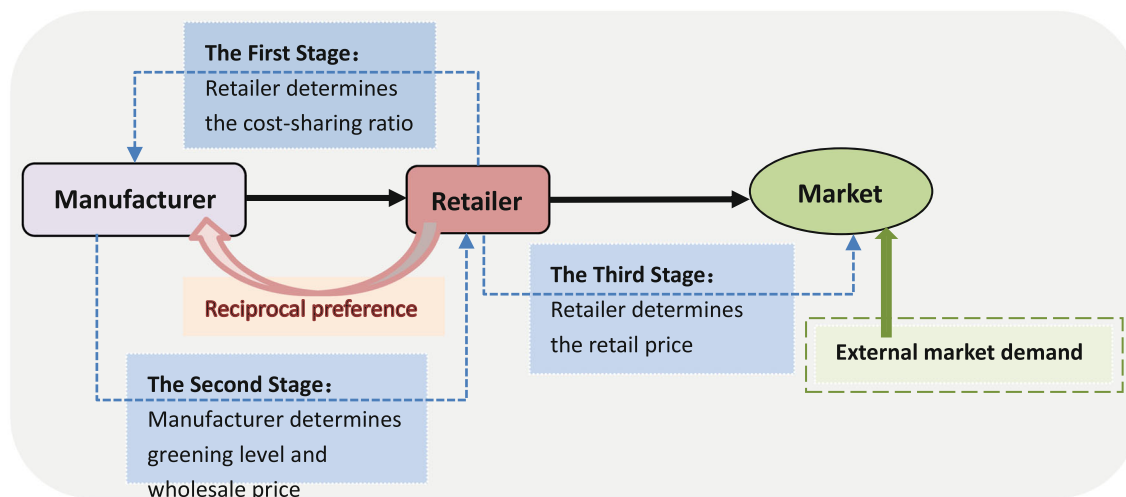 The First Stage：
Retailer determines
the cost-sharing ratio
Manufacturer
Retailer
Market
The Third Stage：
Retailer determines
the retail price
Reciprocal preference
External market demand
The Second Stage：
Manufacturer determines
greening level and
wholesale price